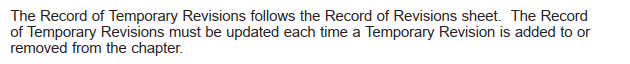 The Record of Temporary Revisions follows the Record of Revisions sheet.  The Record
of Temporary Revisions must be updated each time a Temporary Revision is added to or
removed from the chapter.